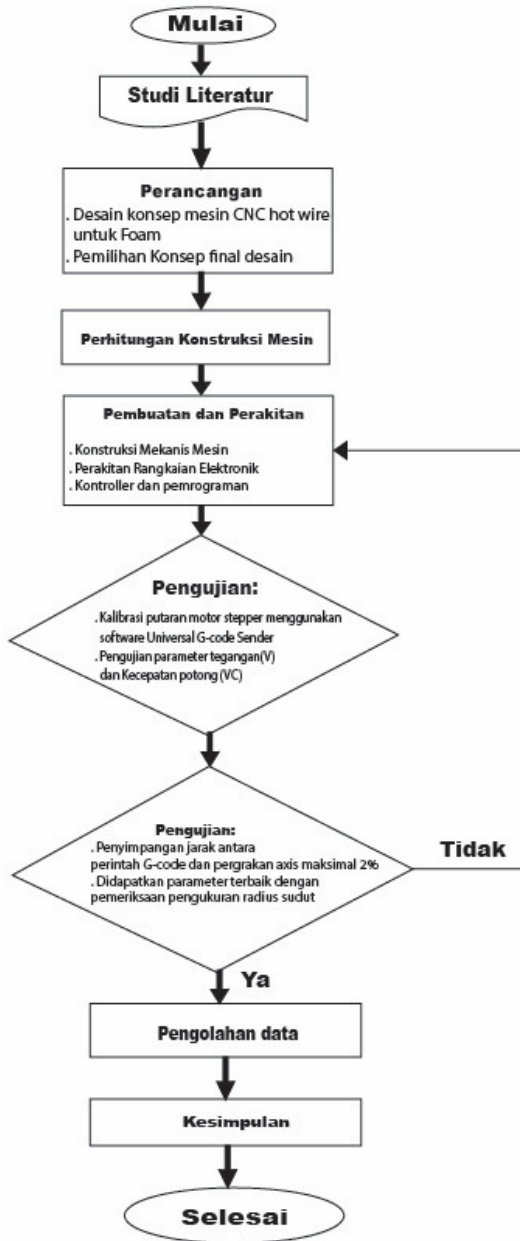 Mulai
Studi Literatur
Perancangan
. Desain konsep mesin CNC hot wire
untuk Foam
. Pemilihan Konsep final desain
Perhitungan Konstruksi Mesin
Pembuatan dan Perakitan
. Konstruksi Mekanis Mesin
. Perakitan Rangkaian Elektronik
. Kontroller dan pemrograman
Pengujian:
. Kalibrasi putaran motor stepper menggunakan
software Universal G-code Sender
. Pengujian parameter tegangan(V)
dan Kecepatan potong (VC)
Pengujian:
. Penyimpangan jarak antara
perintah G-code dan pergrakan axis maksimal 2%
. Didapatkan parameter terbaik dengan
pemeriksaan pengukuran radius sudut
Tidak
Ya
Pengolahan data
Kesimpulan
Selesai